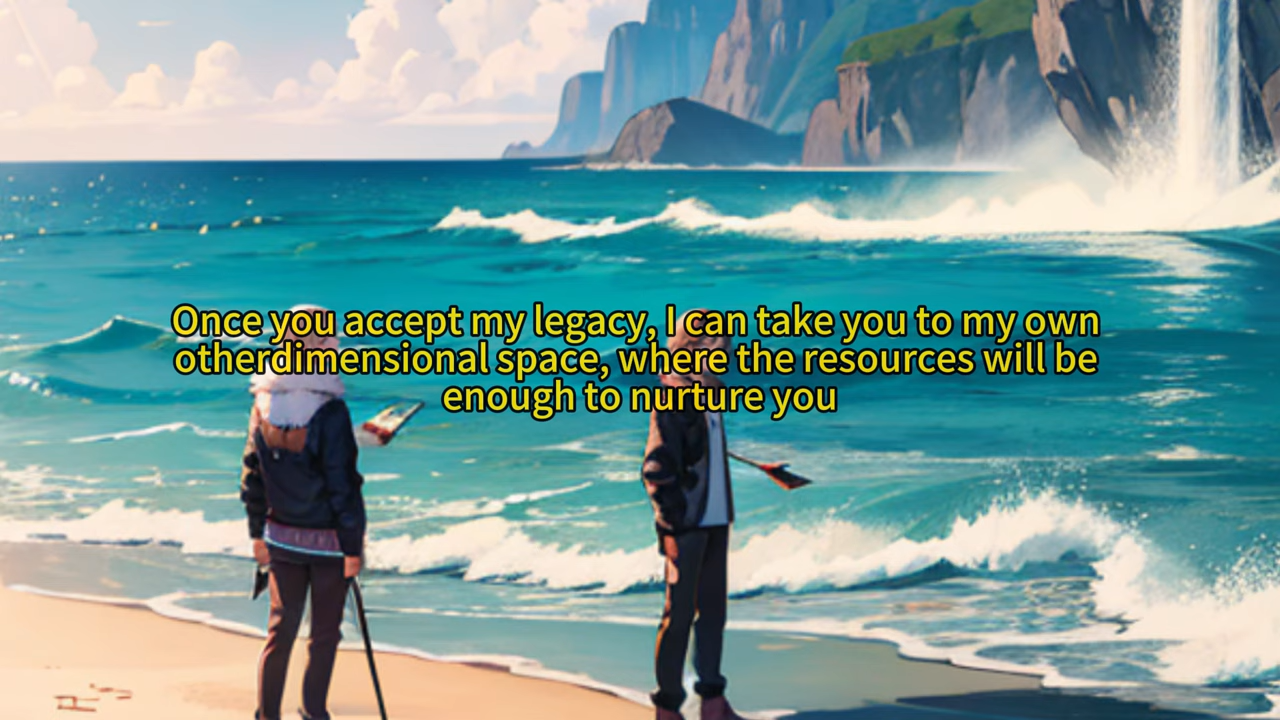 Once you accept my legacy, I can take you to my own
otherdimensional space, where the resources will be
enough to nurture you